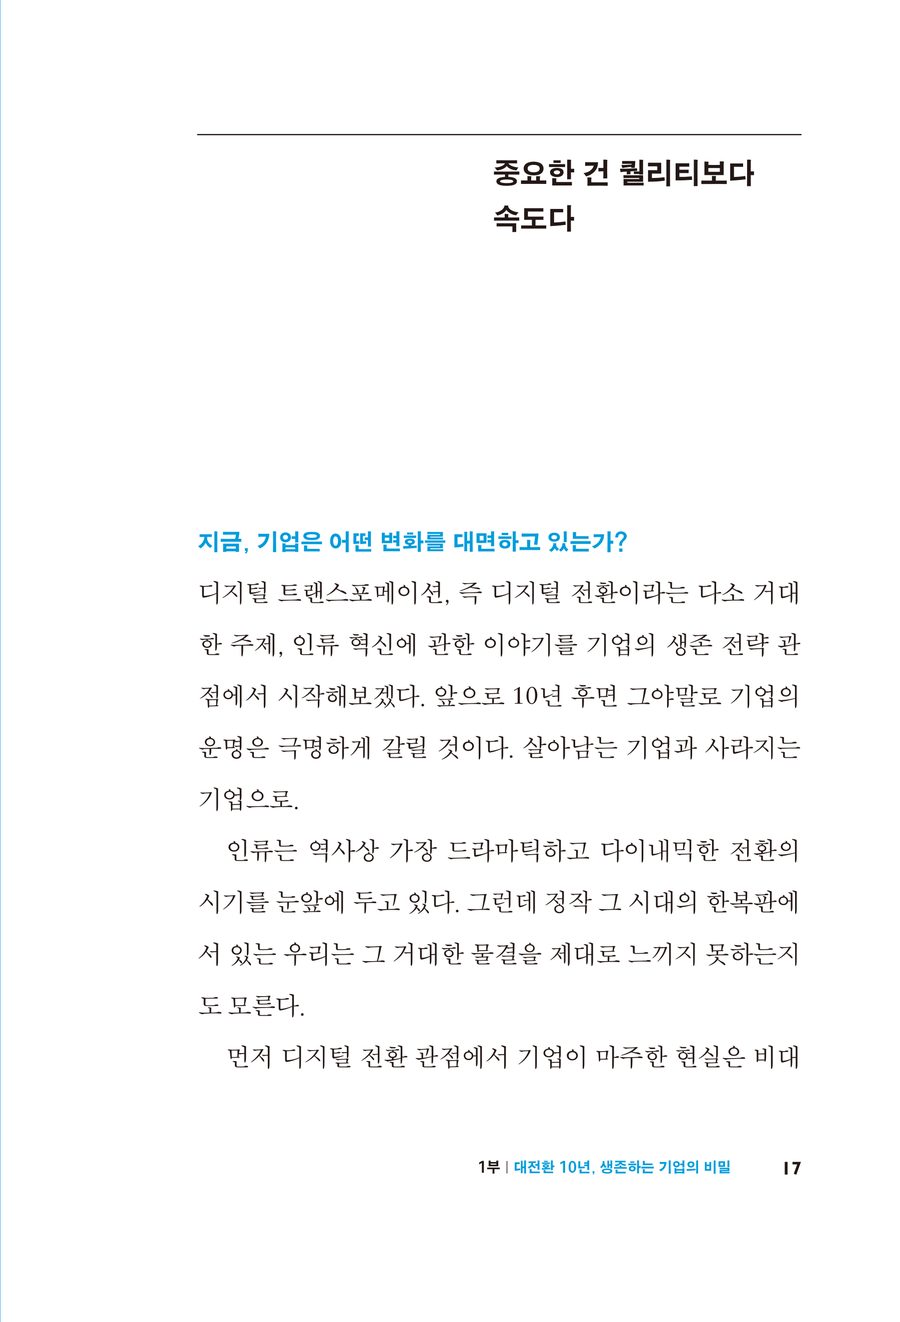 중요한 건 퀄리티보다
속도다
지금, 기업은 어떤 변화를 대면하고 있는가?
디지털 트랜스포메이션, 즉 디지털 전환이라는 다소 거대
한 주제, 인류 혁신에 관한 이야기를 기업의 생존 전략 관
점에서 시작해보겠다. 앞으로 10년 후면 그야말로 기업의
운명은 극명하게 갈릴 것이다. 살아남는 기업과 사라지는
기업으로.
인류는 역사상 가장 드라마틱하고 다이내믹한 전환의
시기를 눈앞에 두고 있다. 그런데 정작 그 시대의 한복판에
서 있는 우리는 그 거대한 물결을 제대로 느끼지 못하는지
도 모른다.
먼저 디지털 전환 관점에서 기업이 마주한 현실은 비대
1부 | 대전환 10년, 생존하는 기업의 비밀 17